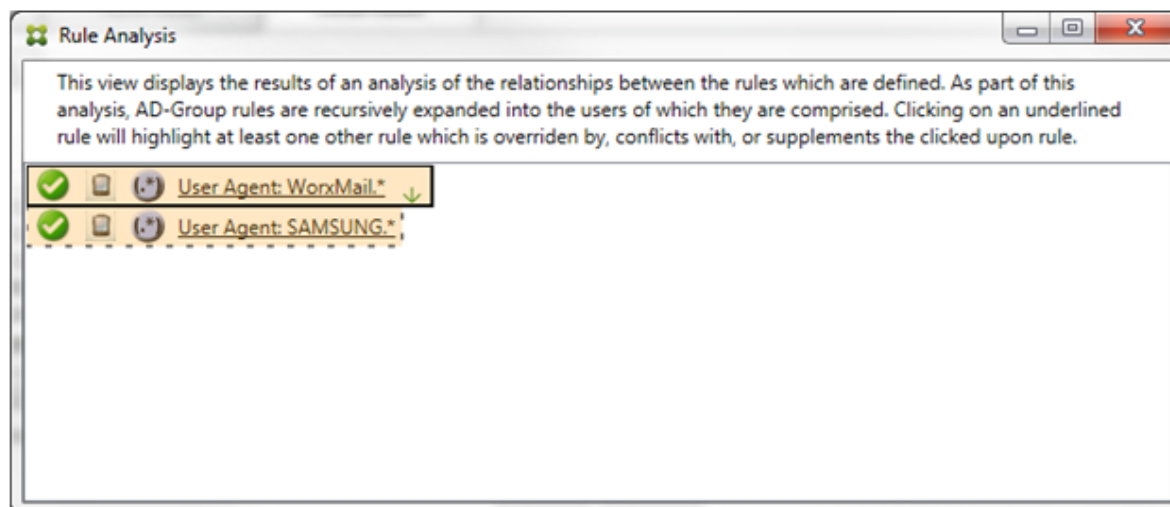 Rule Analysis
This view displays the results of an analysis of the relationships between the rules which are defined. As part of this
analysis, AD-Group rules are recursively expanded into the users of which they are comprised. Clicking on an underlined
rule will highlight at least one other rule which is overriden by, conflicts with, or supplements the clicked upon rule.
(.*) User Agent: WorxMail.*
(.*) User Agent: SAMSUNG.*